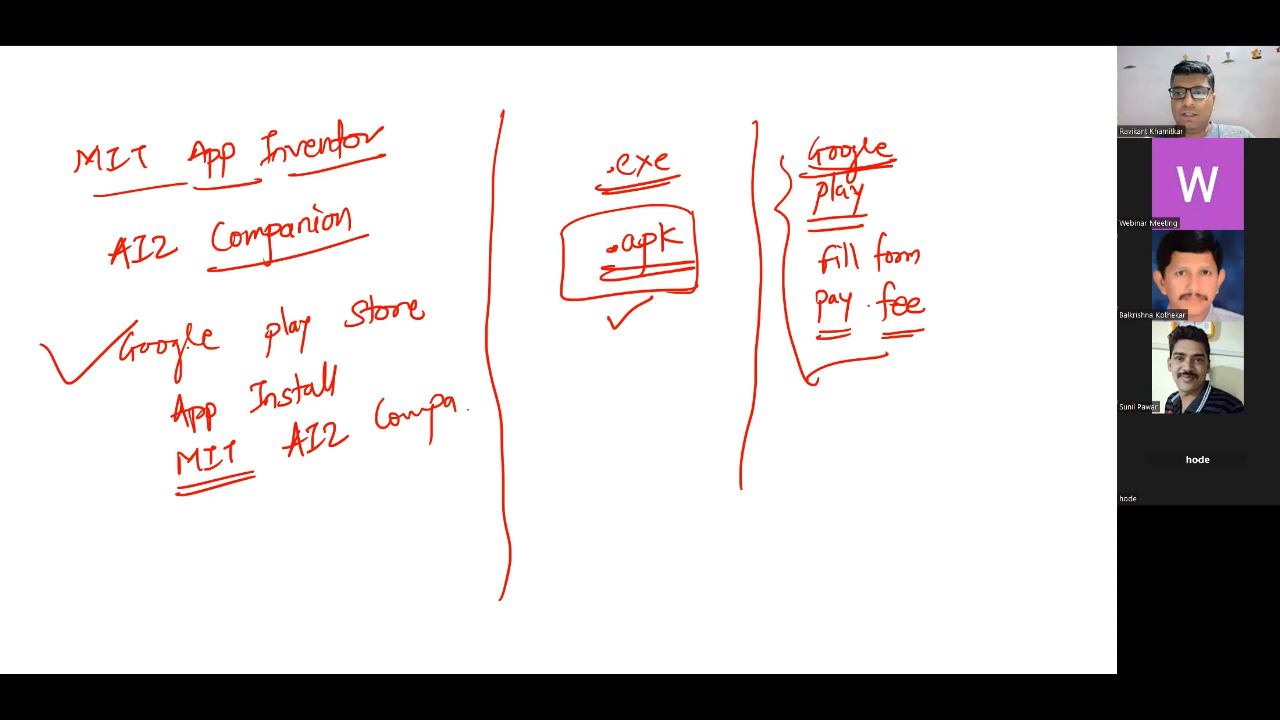 MIT App Inventor
AI2 Companion
Google play store
App Install
MIT AI2 Compa.
.exe
.apk
Google
play
fill form
pay fee
Ravikant Khamitkar
W
Webinar Meeting
Balkrishna Kothekar
Sunil Pawar
hode
hode